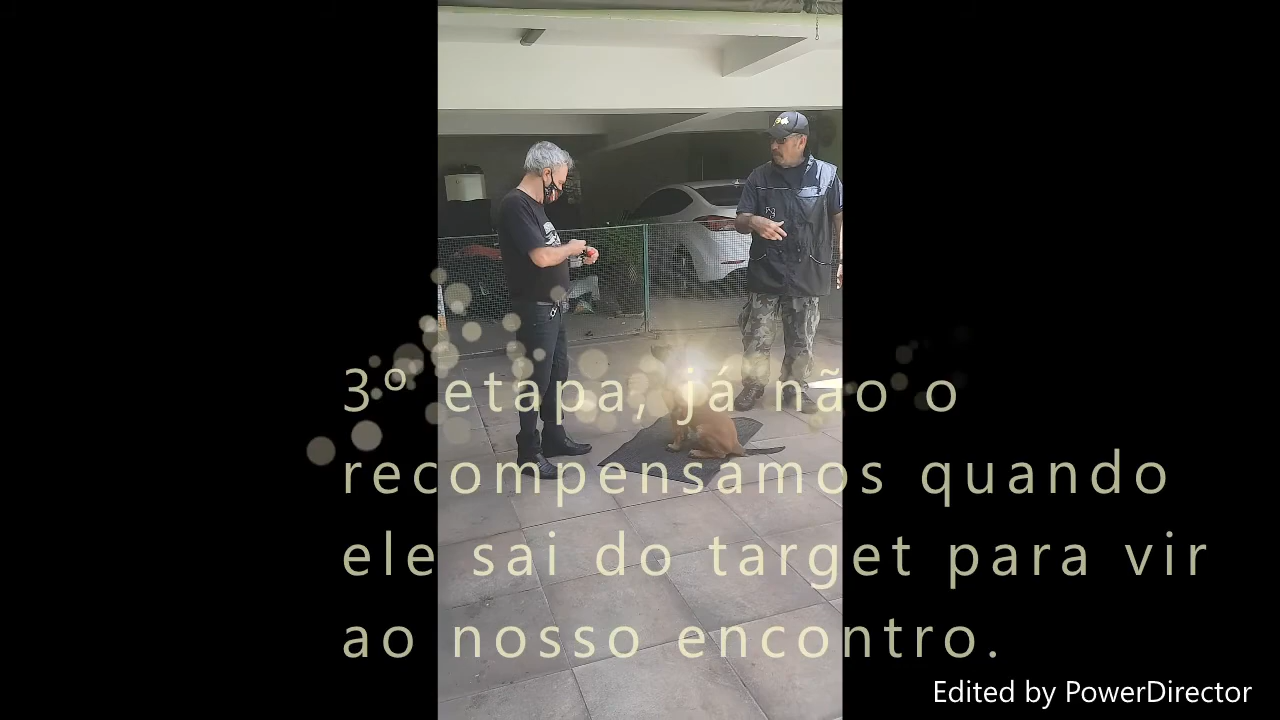 3º etapa, já não o
recompensamos quando
ele sai do target para vir
ao nosso encontro.
Edited by PowerDirector